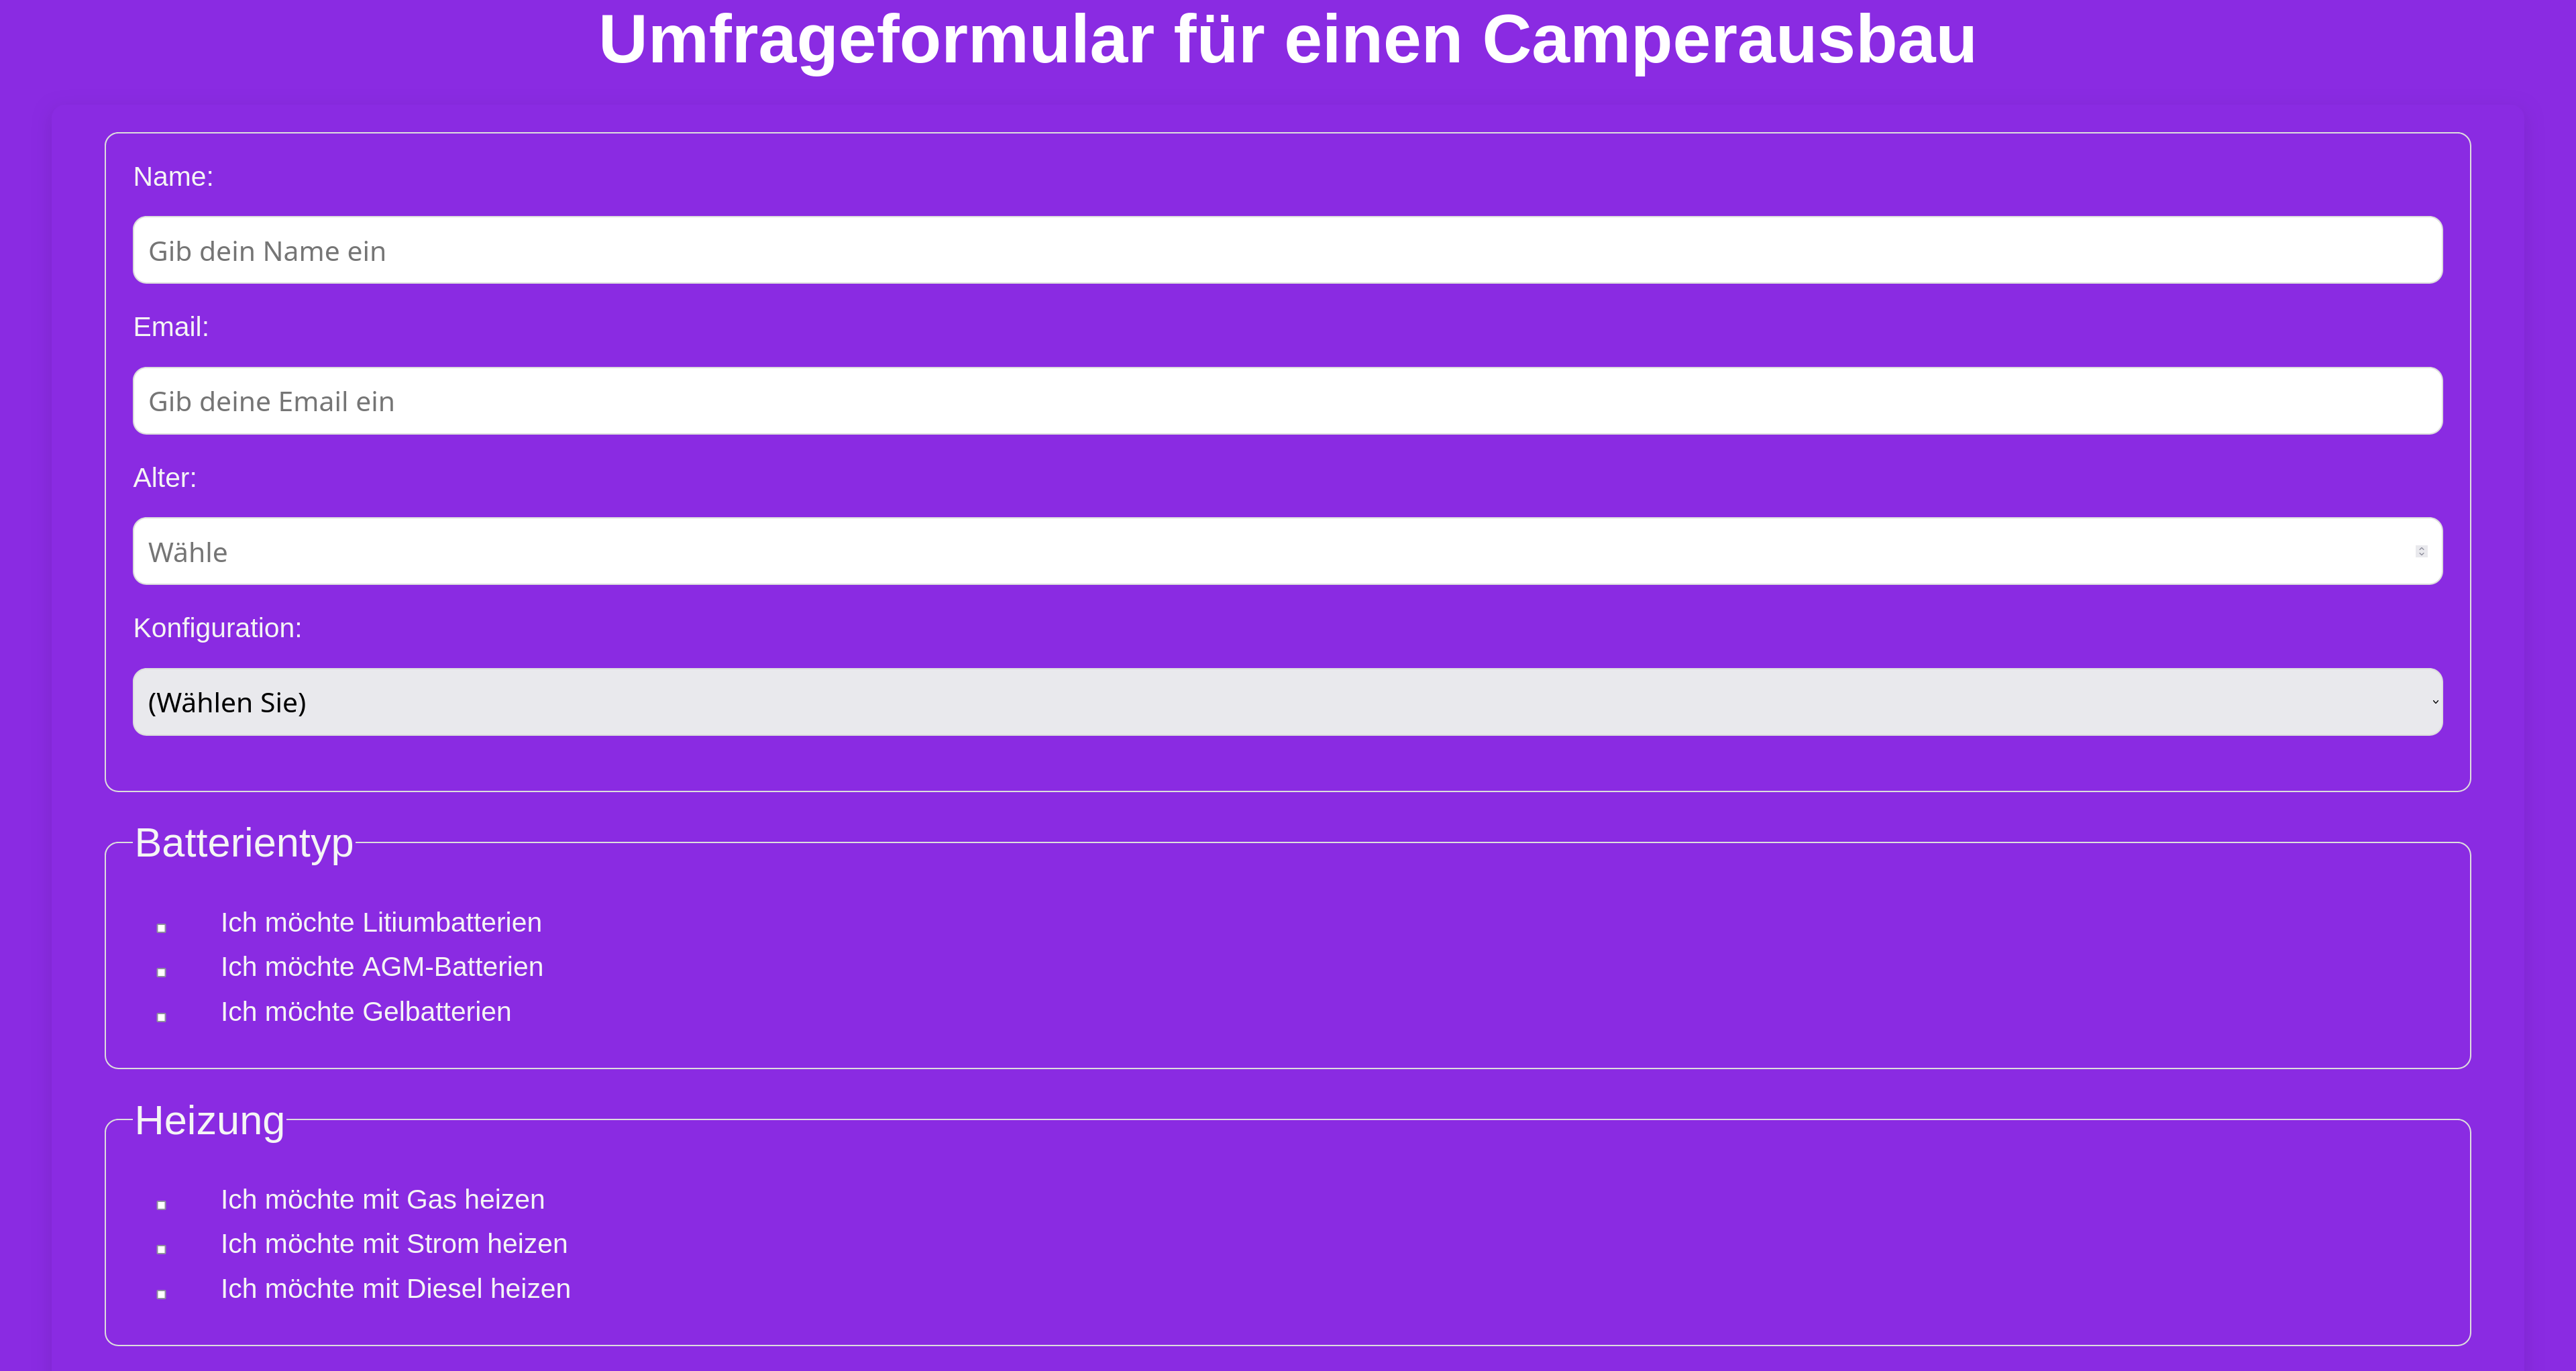 Umfrageformular für einen Camperausbau
Name:
Gib dein Name ein
Email:
Gib deine Email ein
Alter:
Wähle
Konfiguration:
(Wählen Sie)
Batterientyp
Ich möchte Litiumbatterien
Ich möchte AGM-Batterien
Ich möchte Gelbatterien
Heizung
Ich möchte mit Gas heizen
Ich möchte mit Strom heizen
Ich möchte mit Diesel heizen